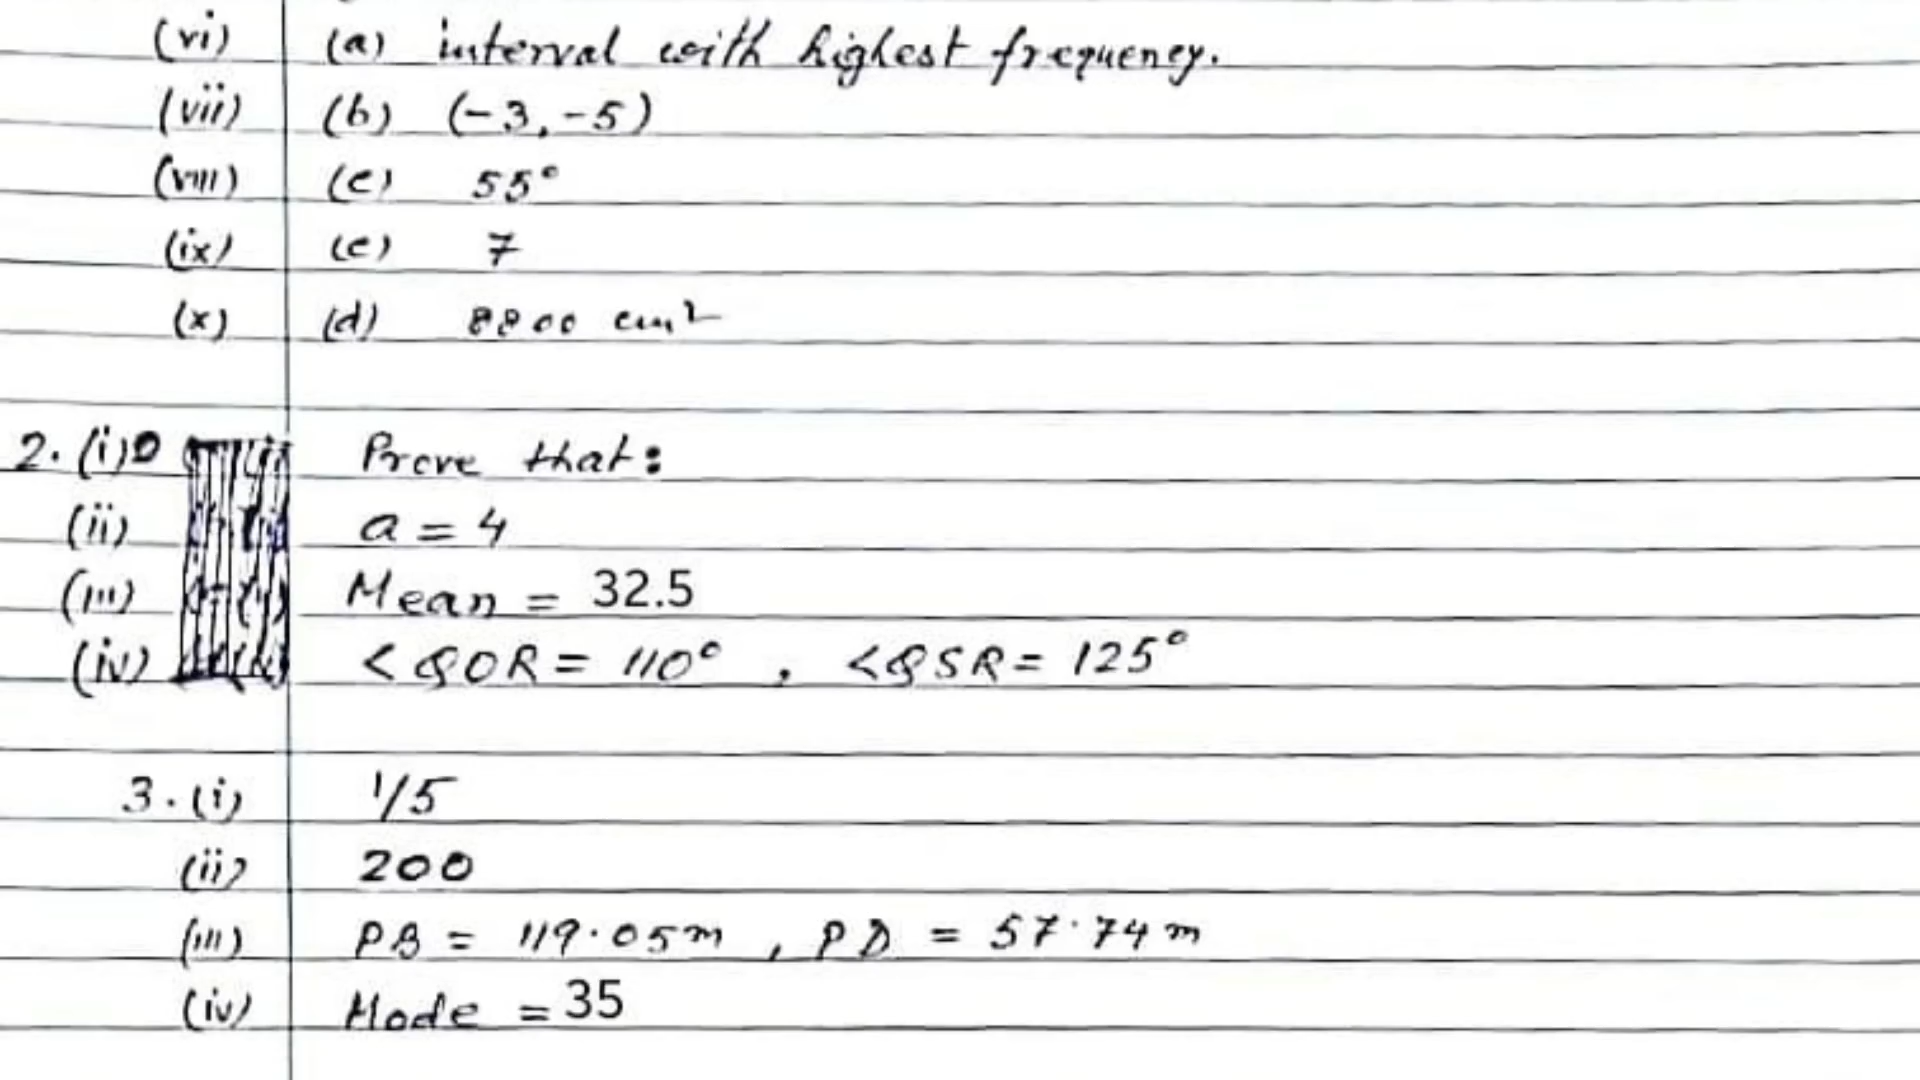 (vi) (a) interval with highest frequency.
(vii) (b) (-3, -5)
(viii) (c) 55°
(ix) (c) 7
(x) (d) 8800 cm²
2. (i) Prove that:
(ii) a = 4
(iii) Mean = 32.5
(iv) <QOR = 110°, <QSR = 125°
3. (i) 1/5
(ii) 200
(iii) PB = 119.05m, PD = 57.74m
(iv) Mode = 35